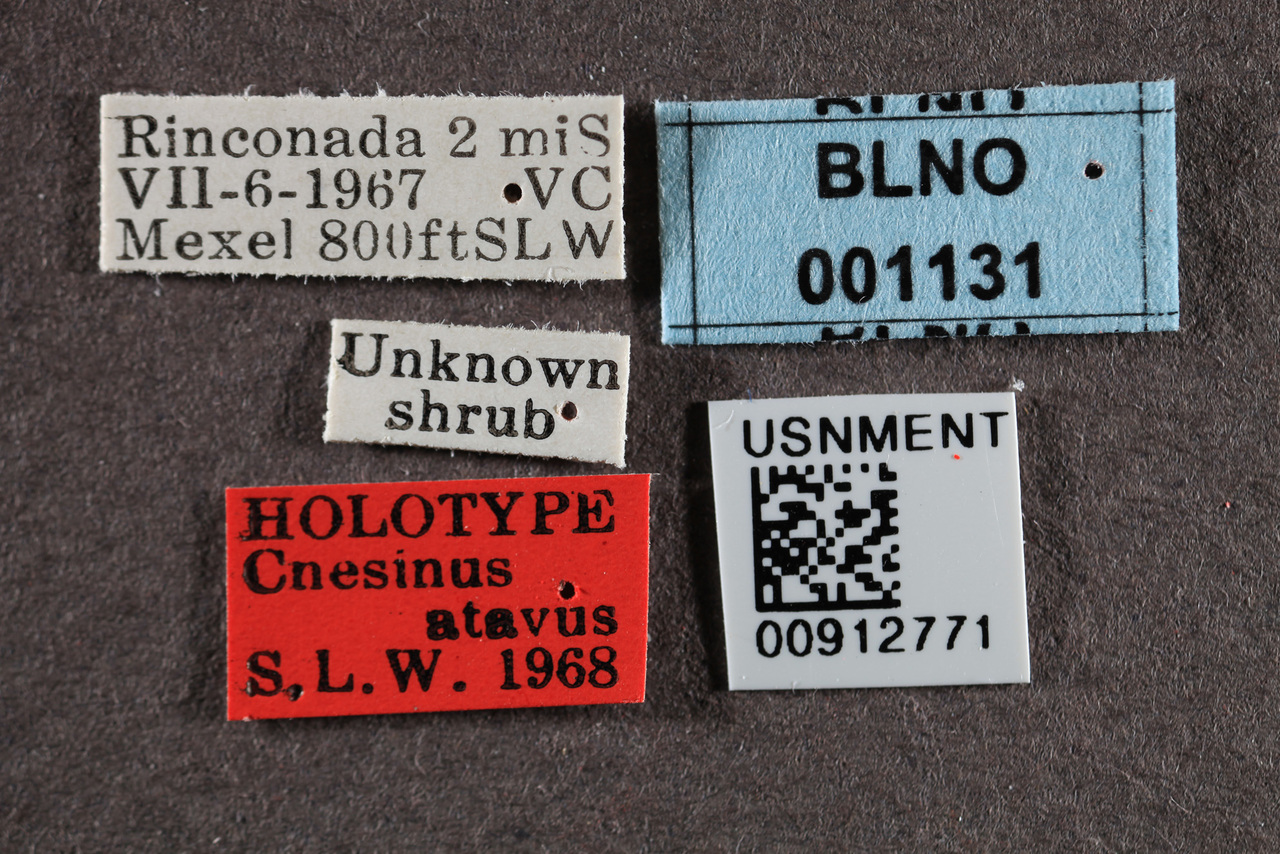 Rinconada 2 miS
VII-6-1967 VC
Mexel 800ftSLW
BLNO
001131
Unknown
shrub
HOLOTYPE
Cnesinus
atavus
S.L.W. 1968
USNMENT
00912771